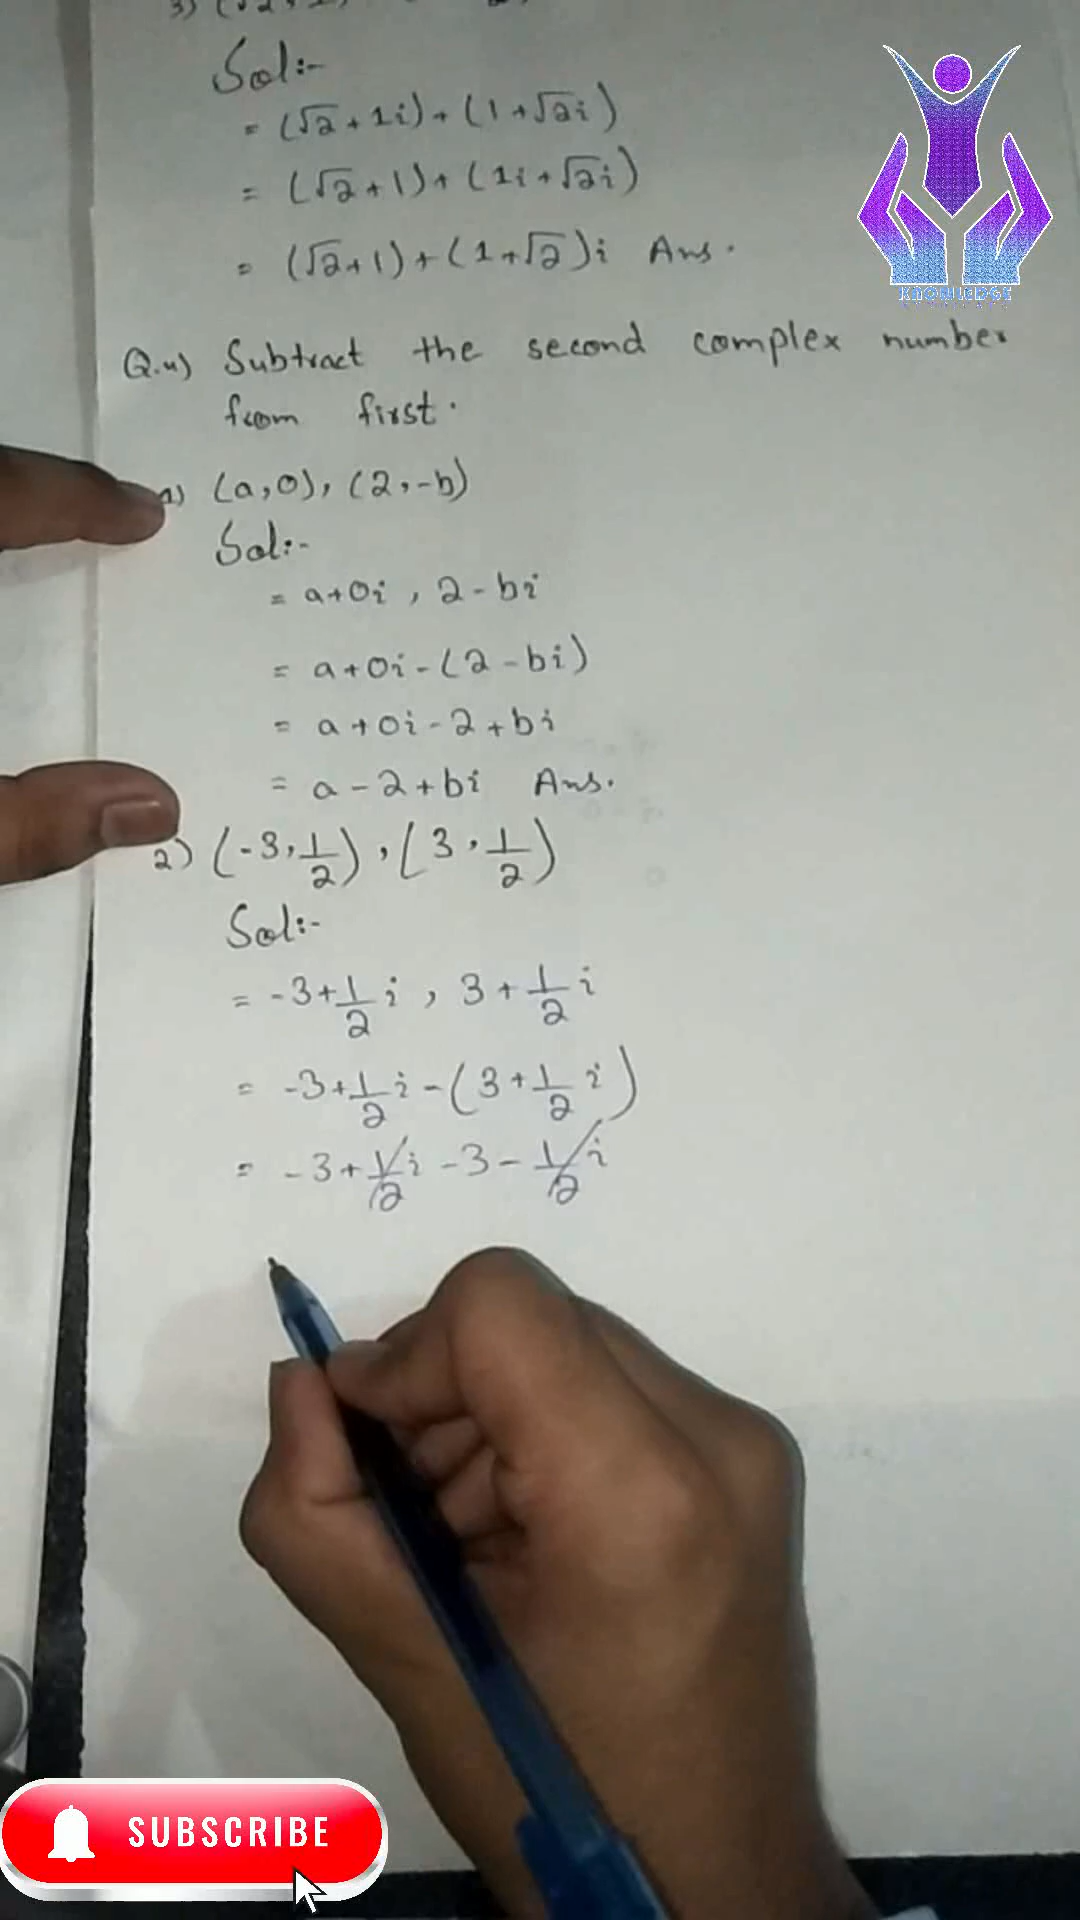 Sol:-
= (√2 + 1i) + (1 + √2i)
= (√2 + 1) + (1i + √2i)
= (√2 + 1) + (1 + √2)i Ans.
KNOWLEDGE
Q.4) Subtract the second complex number
from first.
1) (a, 0), (2, -b)
Sol:-
= a+0i , 2 - bi
= a + 0i - (2 - bi)
= a + 0i - 2 + bi
= a - 2 + bi Ans.
2) (-3, 1/2), (3, 1/2)
Sol:-
= -3 + 1/2 i , 3 + 1/2 i
= -3 + 1/2 i - (3 + 1/2 i)
= -3 + 1/2 i - 3 - 1/2 i
SUBSCRIBE